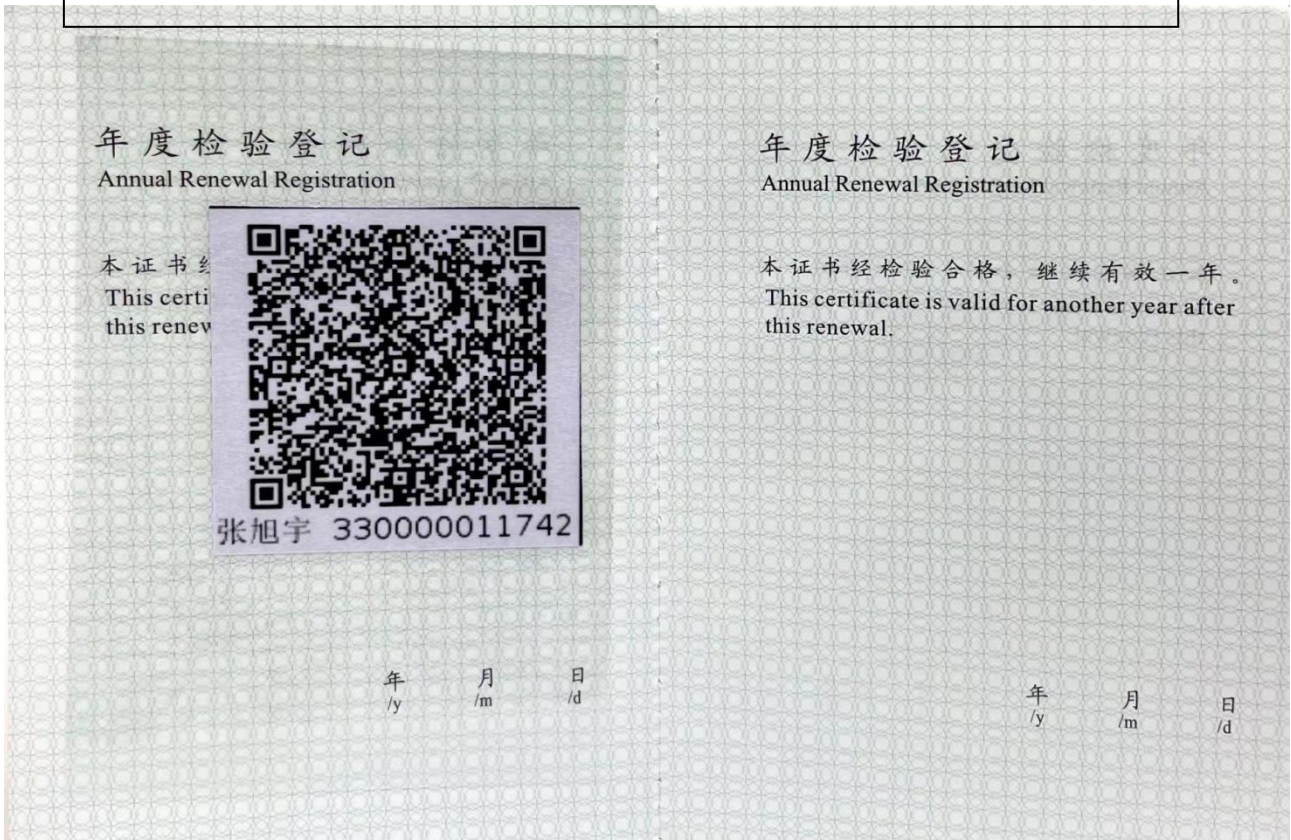 年度检验登记
Annual Renewal Registration
本证书
This certi
this renew
张旭宇 330000011742
年 月 日
/y /m /d
年度检验登记
Annual Renewal Registration
本证书经检验合格，继续有效一年。
This certificate is valid for another year after
this renewal.
年 月 日
/y /m /d